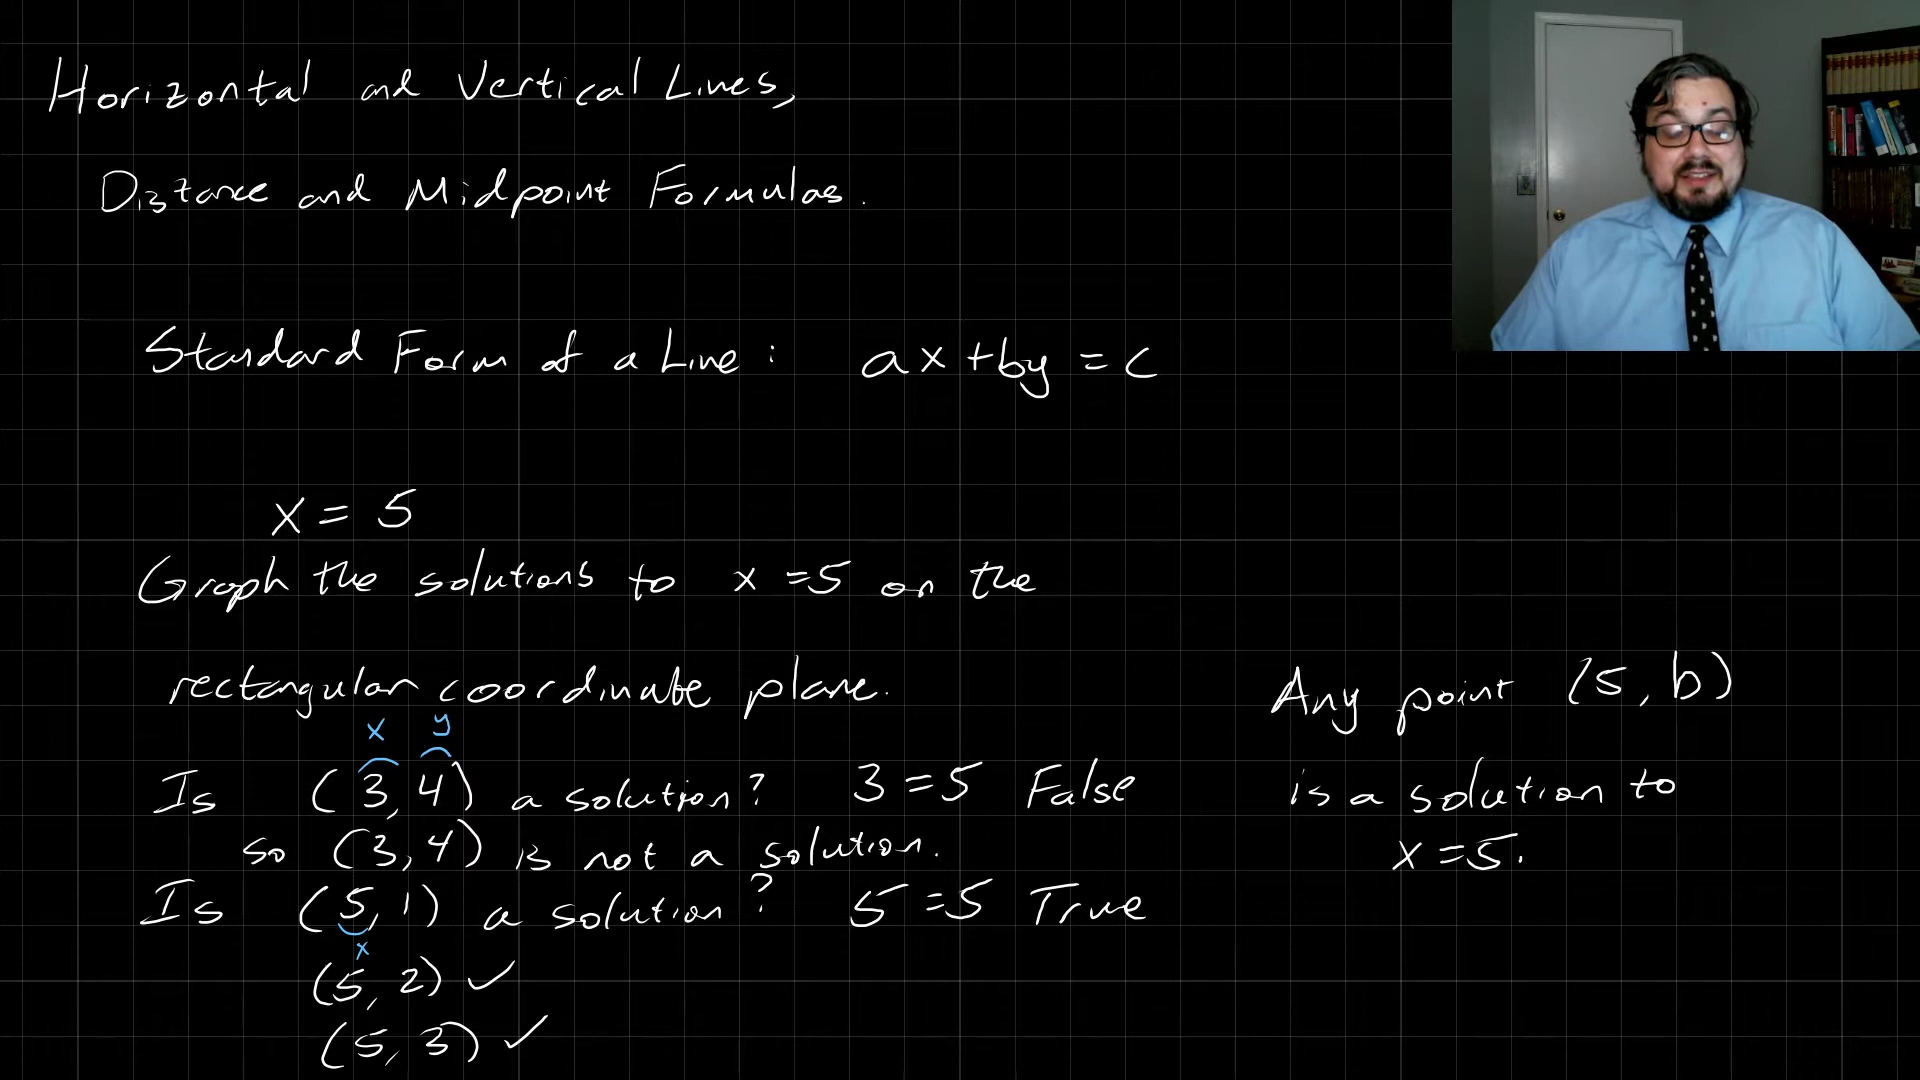 Horizontal and Vertical Lines,
Distance and Midpoint Formulas.
Standard Form of a Line: ax+by=c
x = 5
Graph the solutions to x=5 on the
rectangular coordinate plane.
x y
Is (3,4) a solution? 3=5 False
so (3,4) is not a solution.
Is (5,1) a solution? 5=5 True
x
(5,2) ✓
(5,3) ✓
Any point (5,b)
is a solution to
x=5.